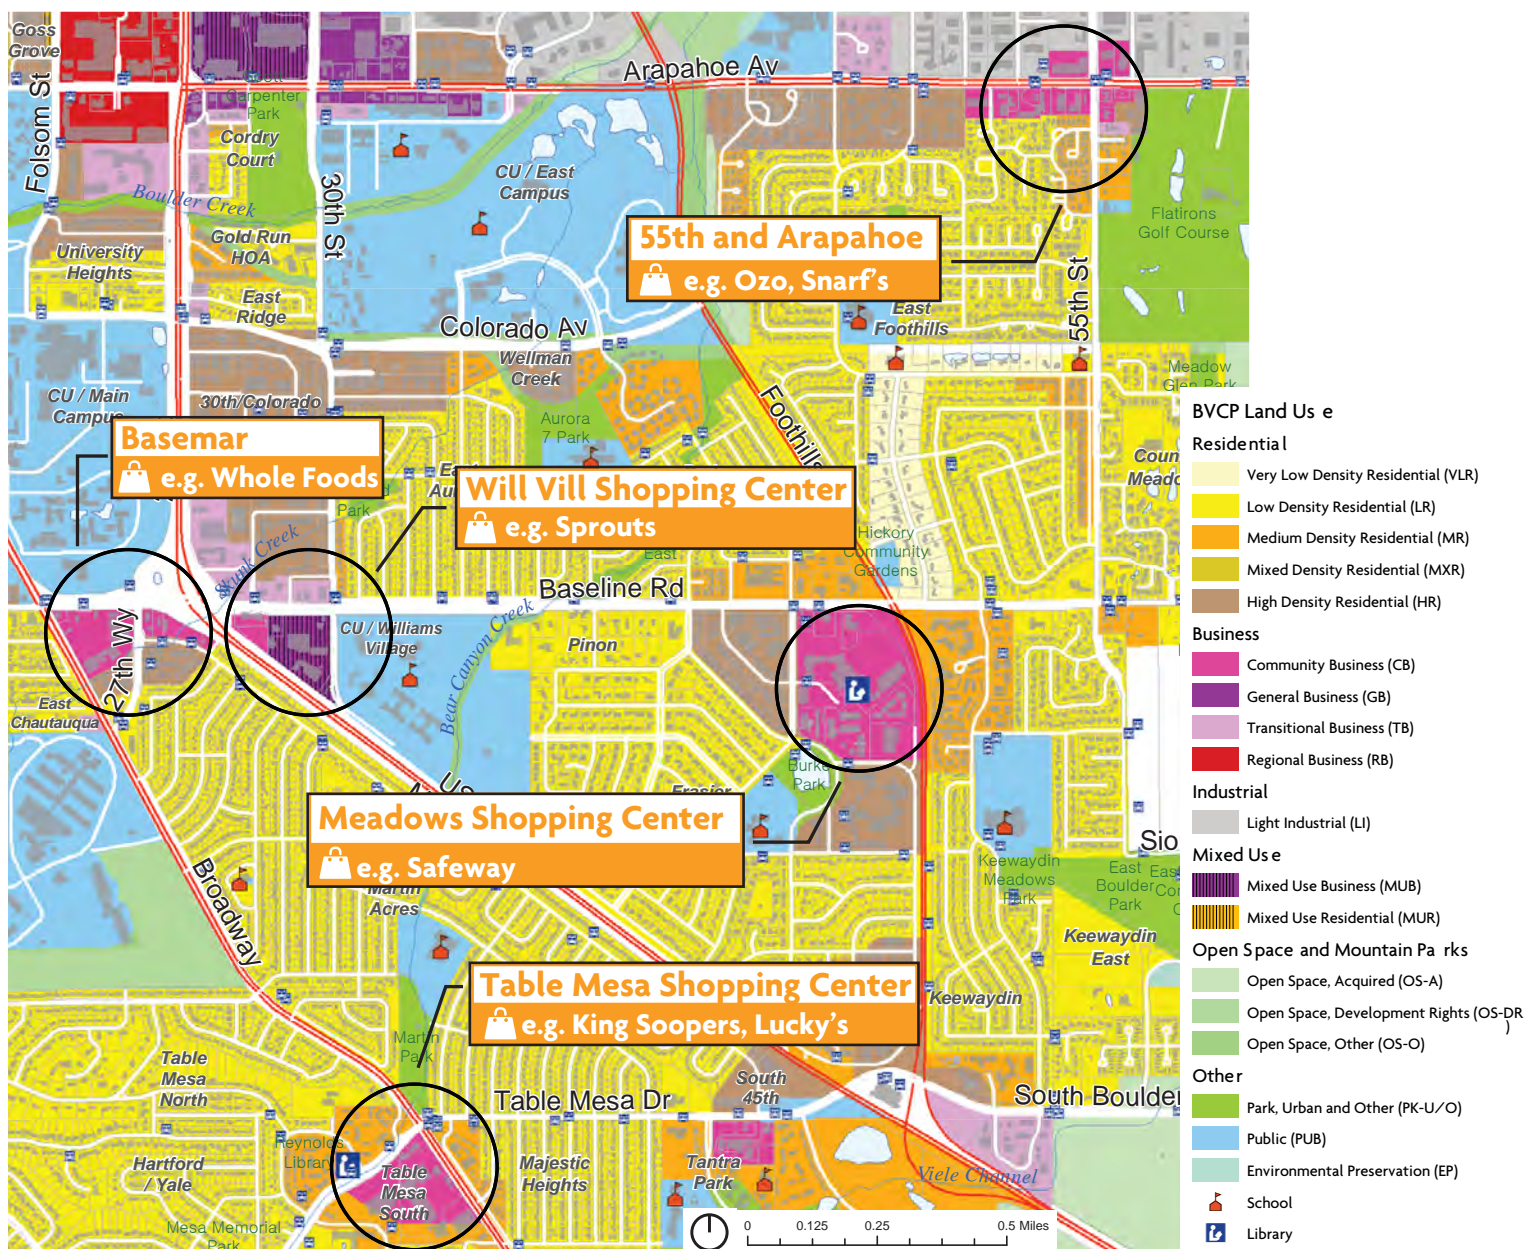 Goss
Grove
Folsom St
Carpenter
Park
Cordry
Court
Arapahoe Av
Boulder Creek
30th St
CU / East
Campus
University
Heights
Gold Run
HOA
East
Ridge
55th and Arapahoe
e.g. Ozo, Snarf's
Flatirons
Golf Course
55th St
East
Foothills
Colorado Av
Wellman
Creek
Meadow
Glen Park
CU / Main
Campus
30th/Colorado
Aurora
7 Park
Foothills
Basemar
e.g. Whole Foods
Park
Will Vill Shopping Center
e.g. Sprouts
East
Hickory
Community
Gardens
Skunk Creek
Baseline Rd
27th Wy
CU / Williams
Village
Bear Canyon Creek
Pinon
East
Chautauqua
US
Park
Meadows Shopping Center
e.g. Safeway
Broadway
Martin
Acres
Keewaydin
Meadows
Park
East
Boulder
Park
Sio
Keewaydin
East
Keewaydin
Table Mesa Shopping Center
e.g. King Soopers, Lucky's
Martin
Park
Table
Mesa
North
South
45th
Table Mesa Dr
South Boulder
Reynolds
Library
Hartford
/ Yale
Table
Mesa
South
Majestic
Heights
Tantra
Park
Viele Channel
Mesa Memorial
Park
0 0.125 0.25 0.5 Miles
BVCP Land Us e
Residential
Very Low Density Residential (VLR)
Low Density Residential (LR)
Medium Density Residential (MR)
Mixed Density Residential (MXR)
High Density Residential (HR)
Business
Community Business (CB)
General Business (GB)
Transitional Business (TB)
Regional Business (RB)
Industrial
Light Industrial (LI)
Mixed Us e
Mixed Use Business (MUB)
Mixed Use Residential (MUR)
Open Space and Mountain Pa rks
Open Space, Acquired (OS-A)
Open Space, Development Rights (OS-DR
)
Open Space, Other (OS-O)
Other
Park, Urban and Other (PK-U/O)
Public (PUB)
Environmental Preservation (EP)
School
Library